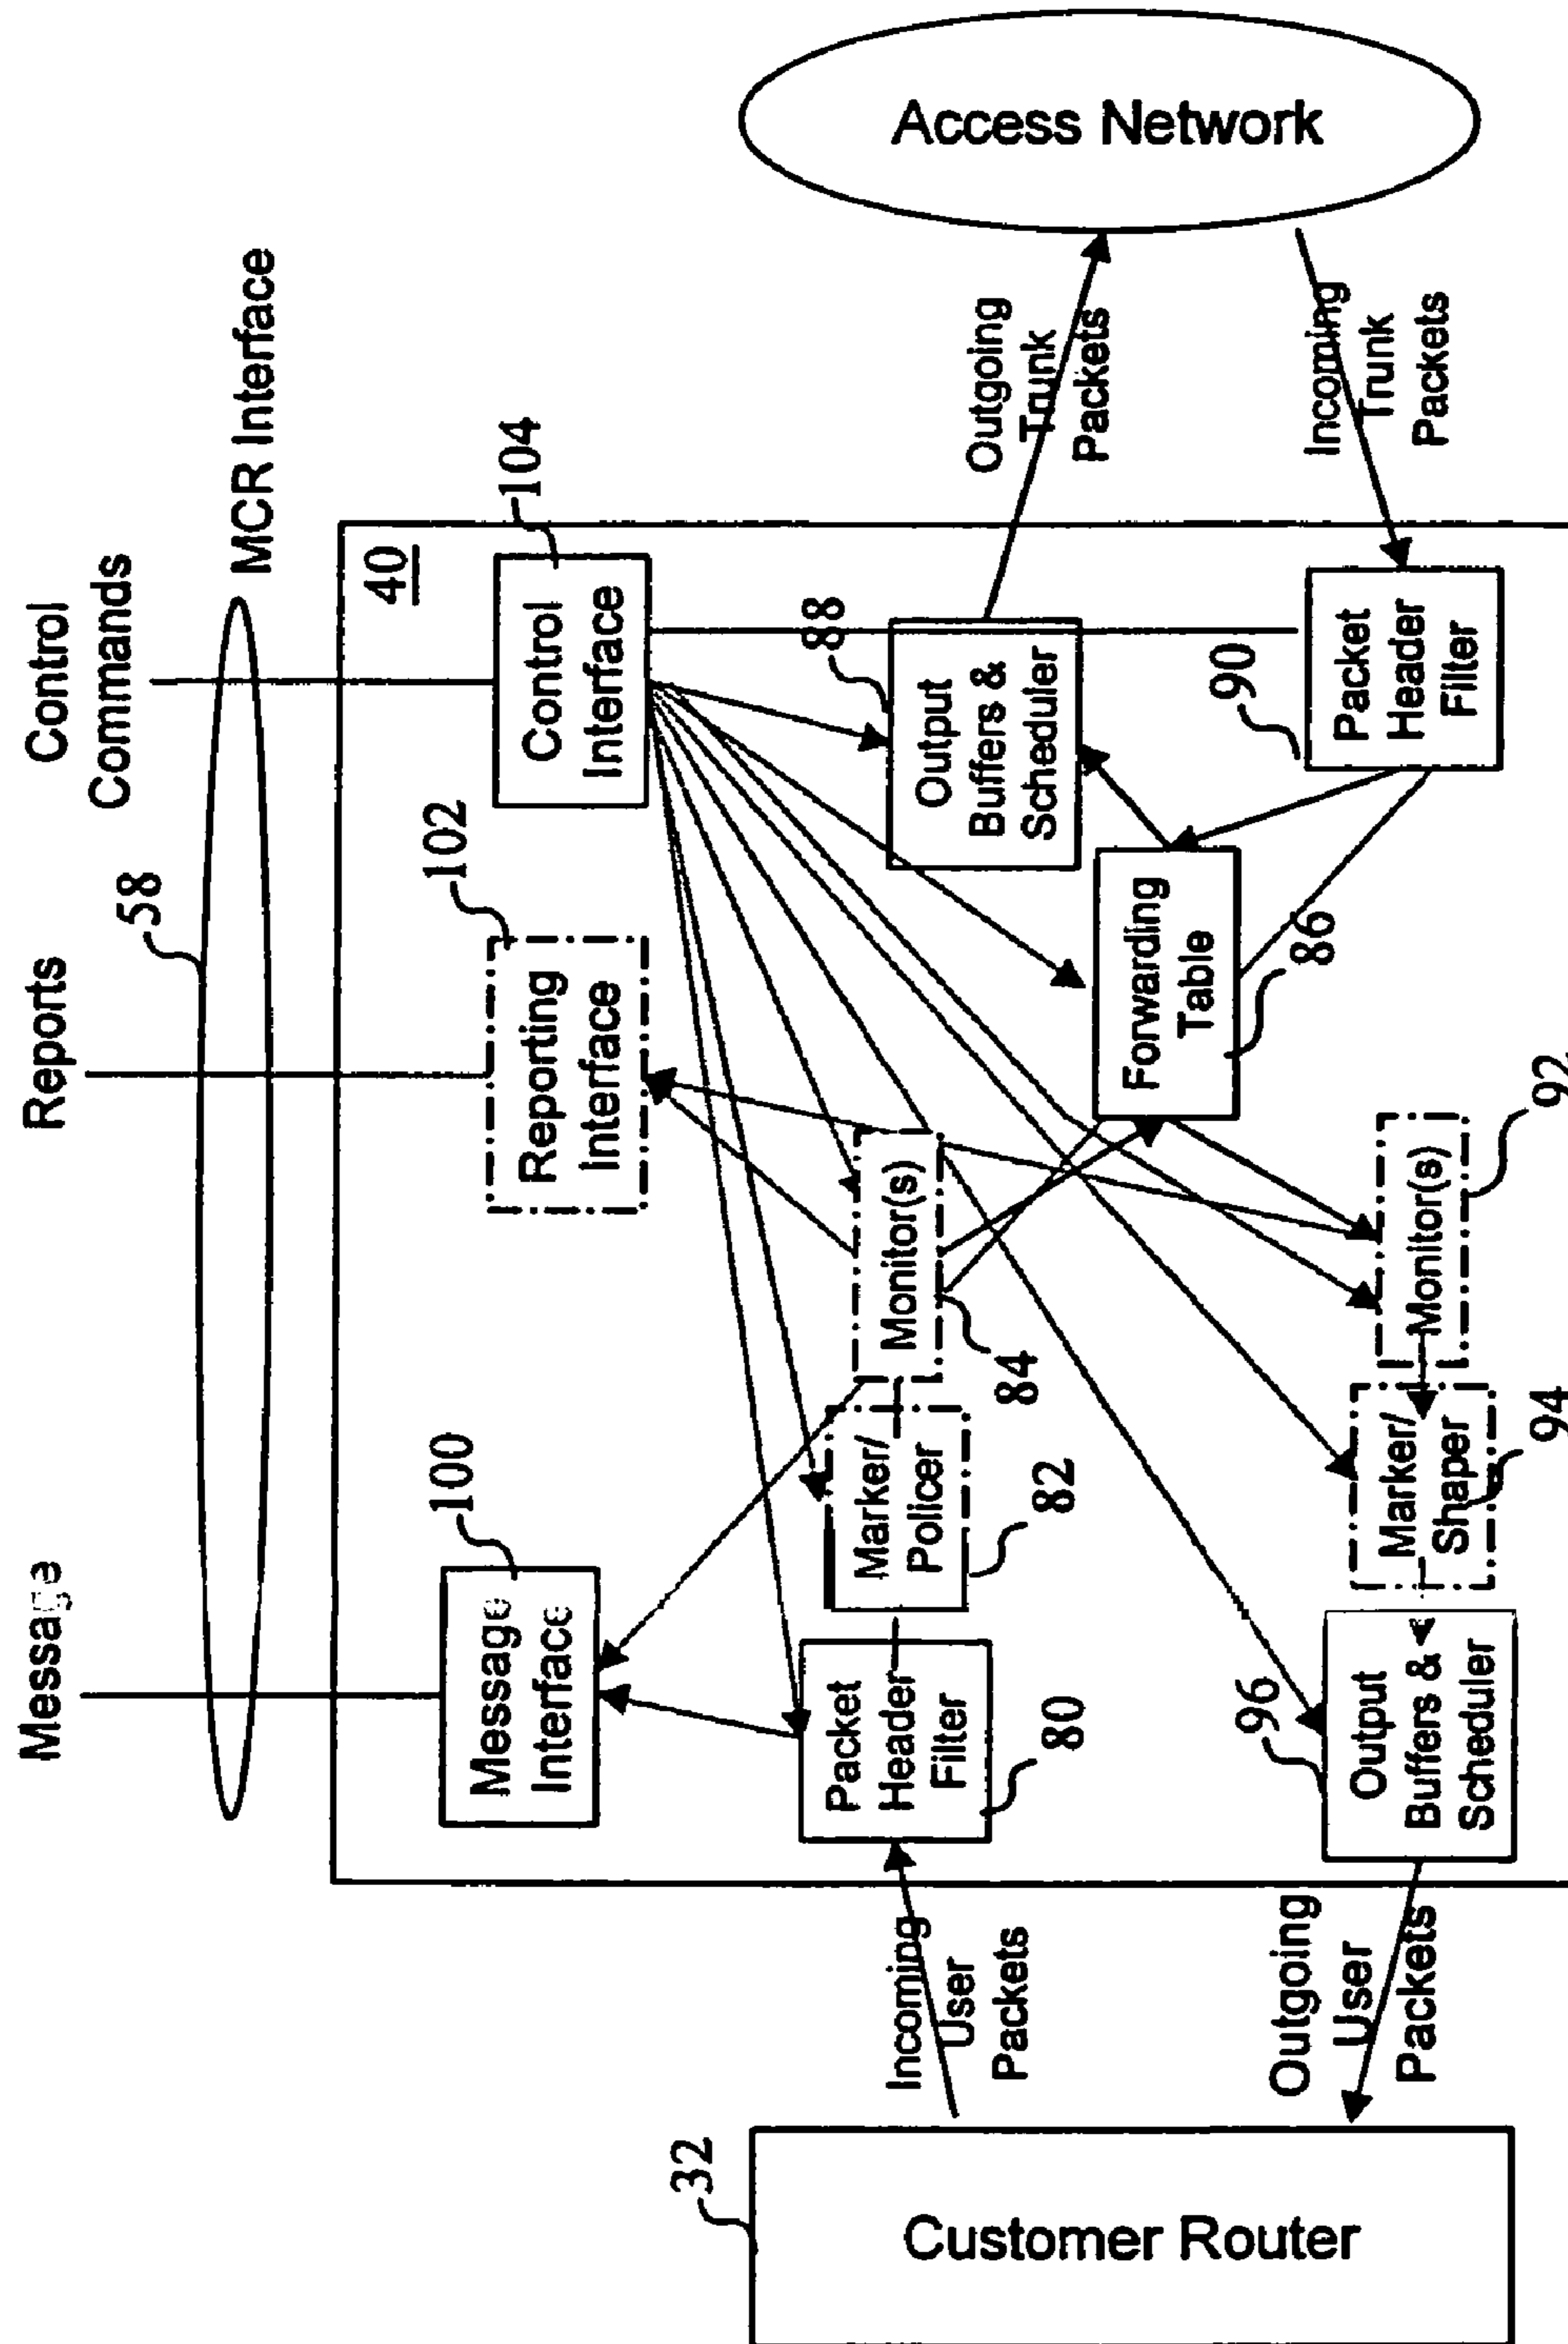 Message
Reports
Control
Commands
58
MCR Interface
40
100
Message
Interface
102
Reporting
Interface
104
Control
Interface
32
Customer Router
Incoming
User
Packets
Packet
Header
Filter
80
Marker/
Policer
82
Monitor(s)
84
Forwarding
Table
86
Output
Buffers &
Scheduler
88
Outgoing
Trunk
Packets
Access Network
Incoming
Trunk
Packets
Packet
Header
Filter
90
Monitor(s)
92
Marker/
Shaper
94
Output
Buffers &
Scheduler
96
Outgoing
User
Packets